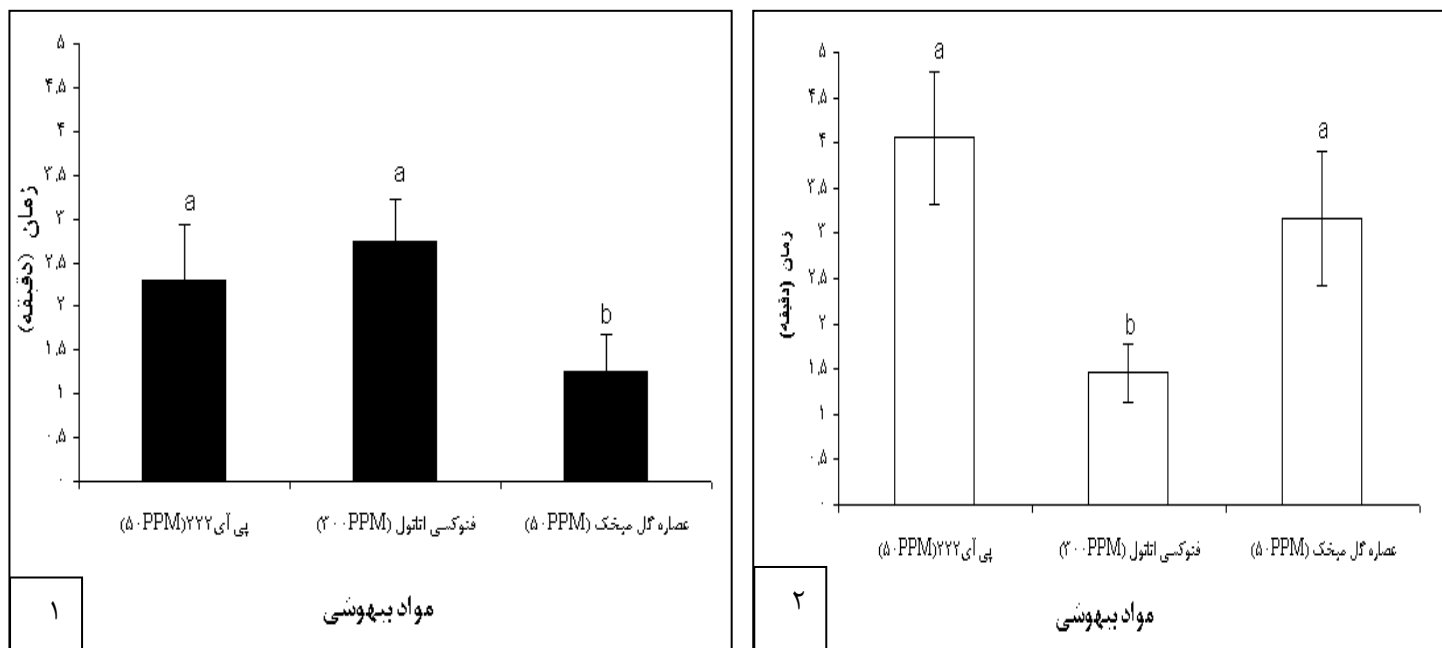 ۵
۴,۵
۴
۳,۵
۳
۲,۵
۲
۱,۵
۱
۰,۵
۰
زمان (دقیقه)
a
a
b
پی آی۲۲۲(۵۰PPM)
فنوکسی اتانول (۳۰۰PPM)
عصاره گل میخک (۵۰PPM)
مواد بیهوشی
۱
۵
۴,۵
۴
۳,۵
۳
۲,۵
۲
۱,۵
۱
۰,۵
۰
زمان (دقیقه)
a
b
a
پی آی۲۲۲(۵۰PPM)
فنوکسی اتانول (۳۰۰PPM)
عصاره گل میخک (۵۰PPM)
مواد بیهوشی
۲